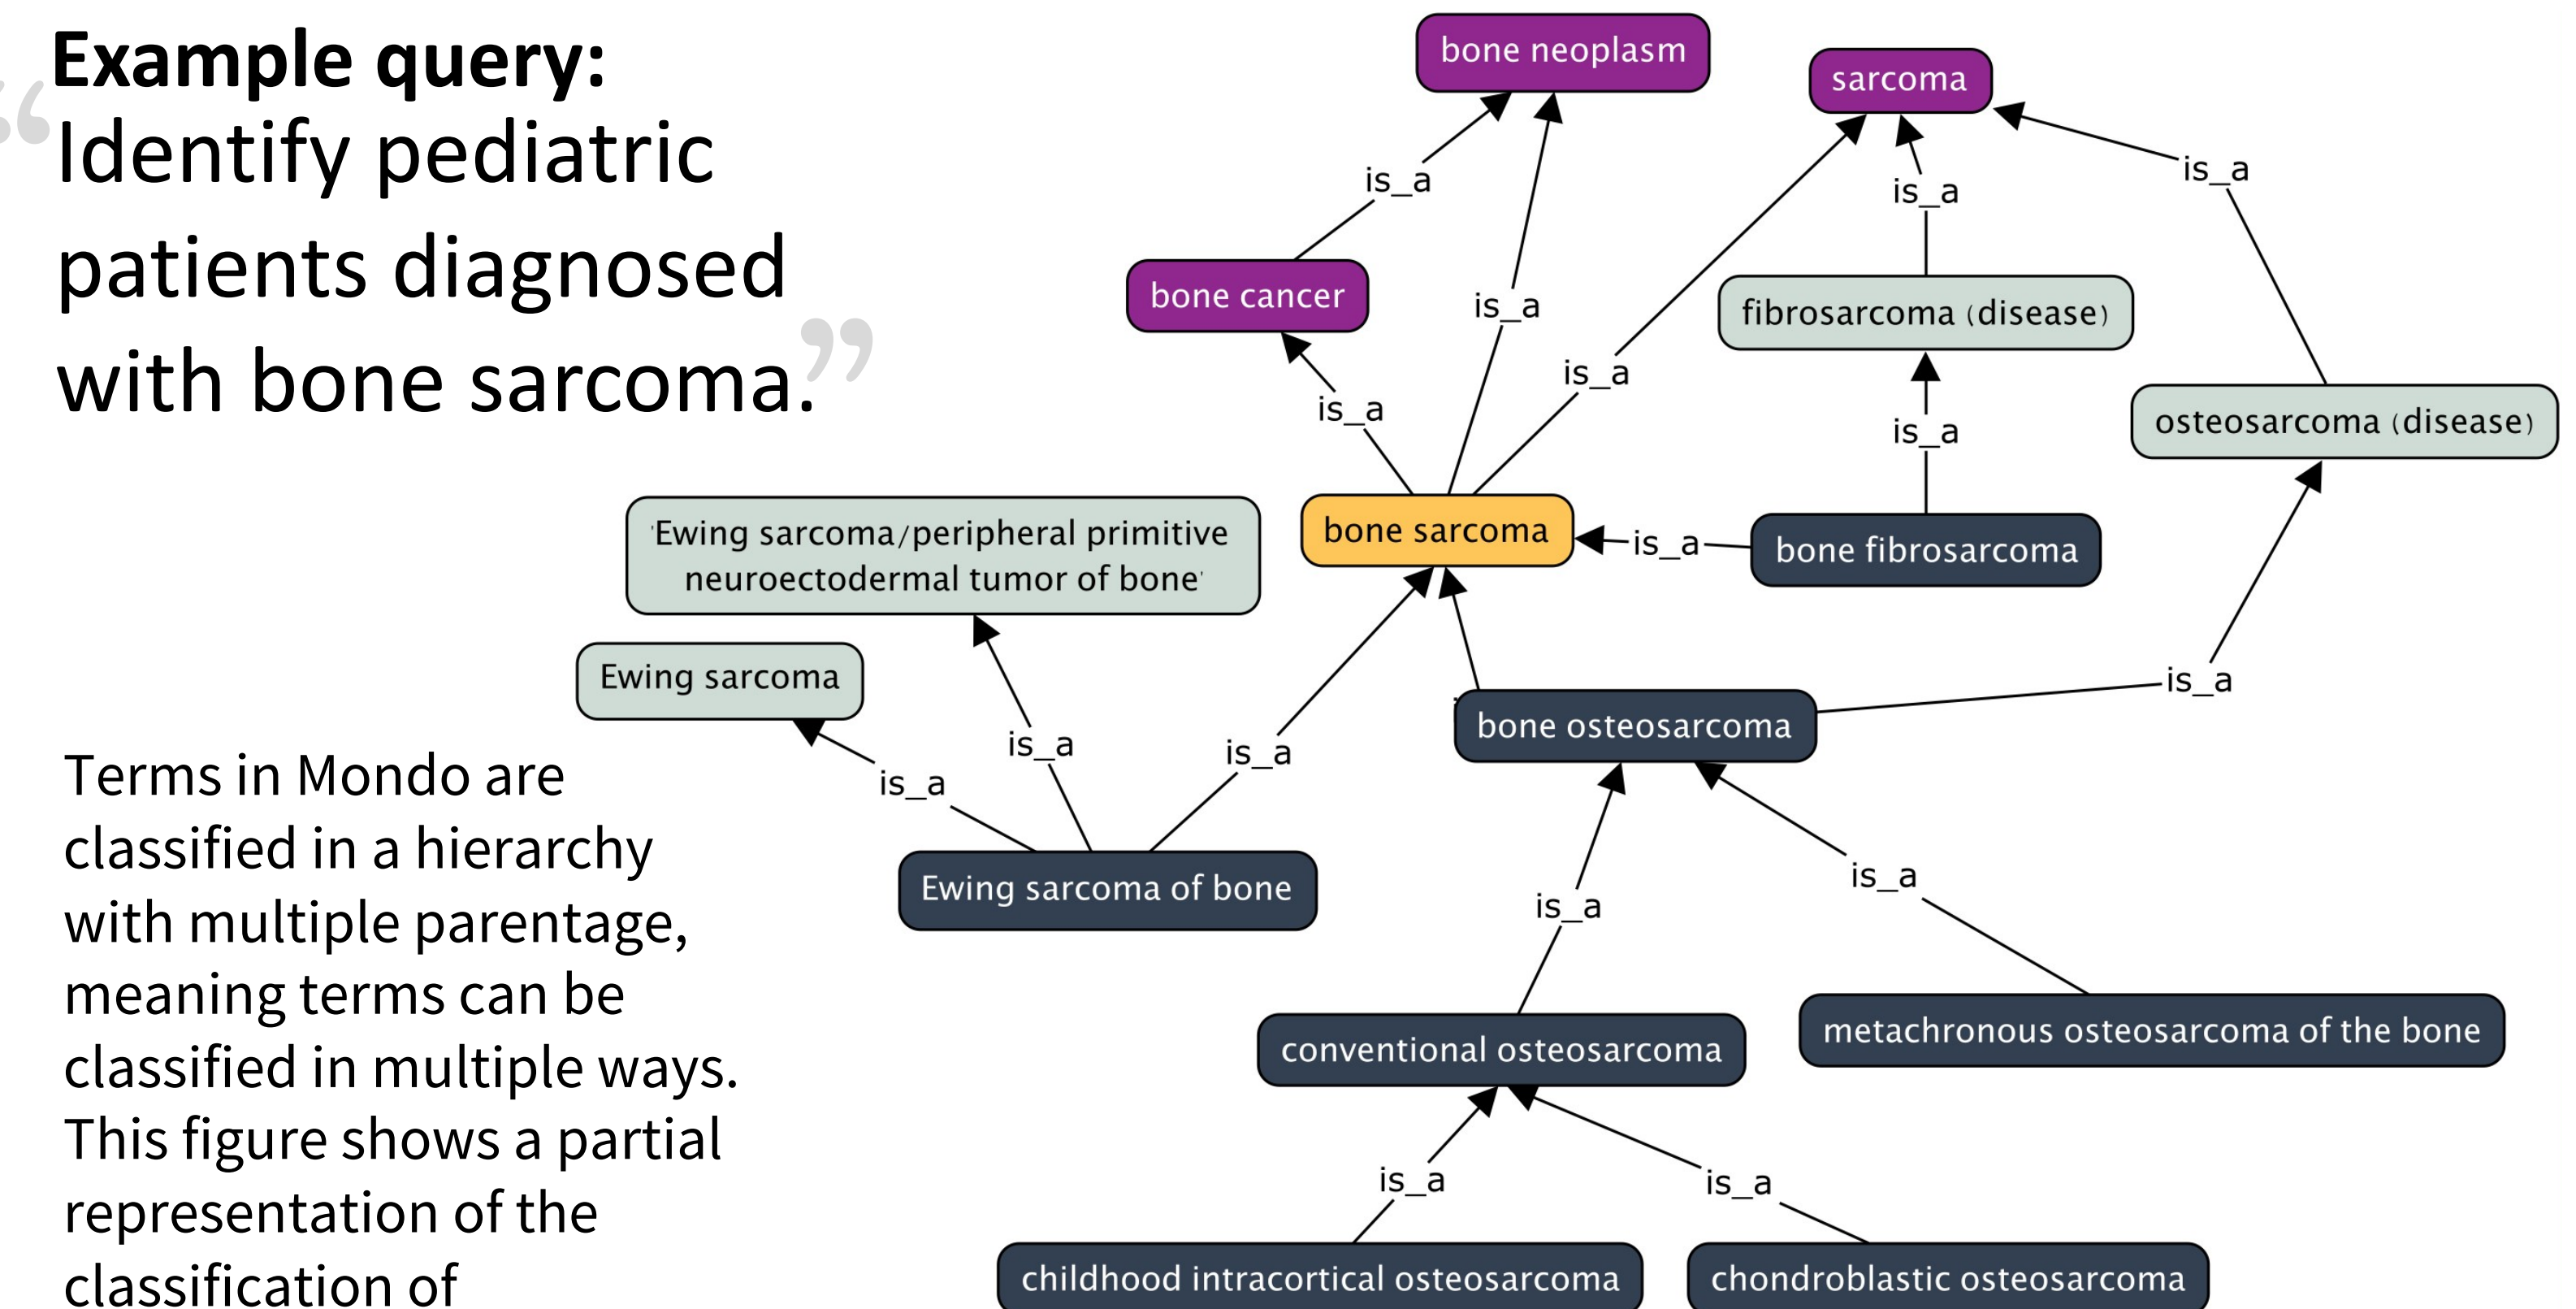 “Example query:
Identify pediatric
patients diagnosed
with bone sarcoma.”
Terms in Mondo are
classified in a hierarchy
with multiple parentage,
meaning terms can be
classified in multiple ways.
This figure shows a partial
representation of the
classification of
bone neoplasm
sarcoma
is_a
is_a
is_a
bone cancer
is_a
fibrosarcoma (disease)
is_a
is_a
osteosarcoma (disease)
is_a
'Ewing sarcoma/peripheral primitive
neuroectodermal tumor of bone'
bone sarcoma
is_a
bone fibrosarcoma
Ewing sarcoma
is_a
bone osteosarcoma
is_a
is_a
is_a
Ewing sarcoma of bone
is_a
is_a
conventional osteosarcoma
metachronous osteosarcoma of the bone
is_a
is_a
childhood intracortical osteosarcoma
chondroblastic osteosarcoma